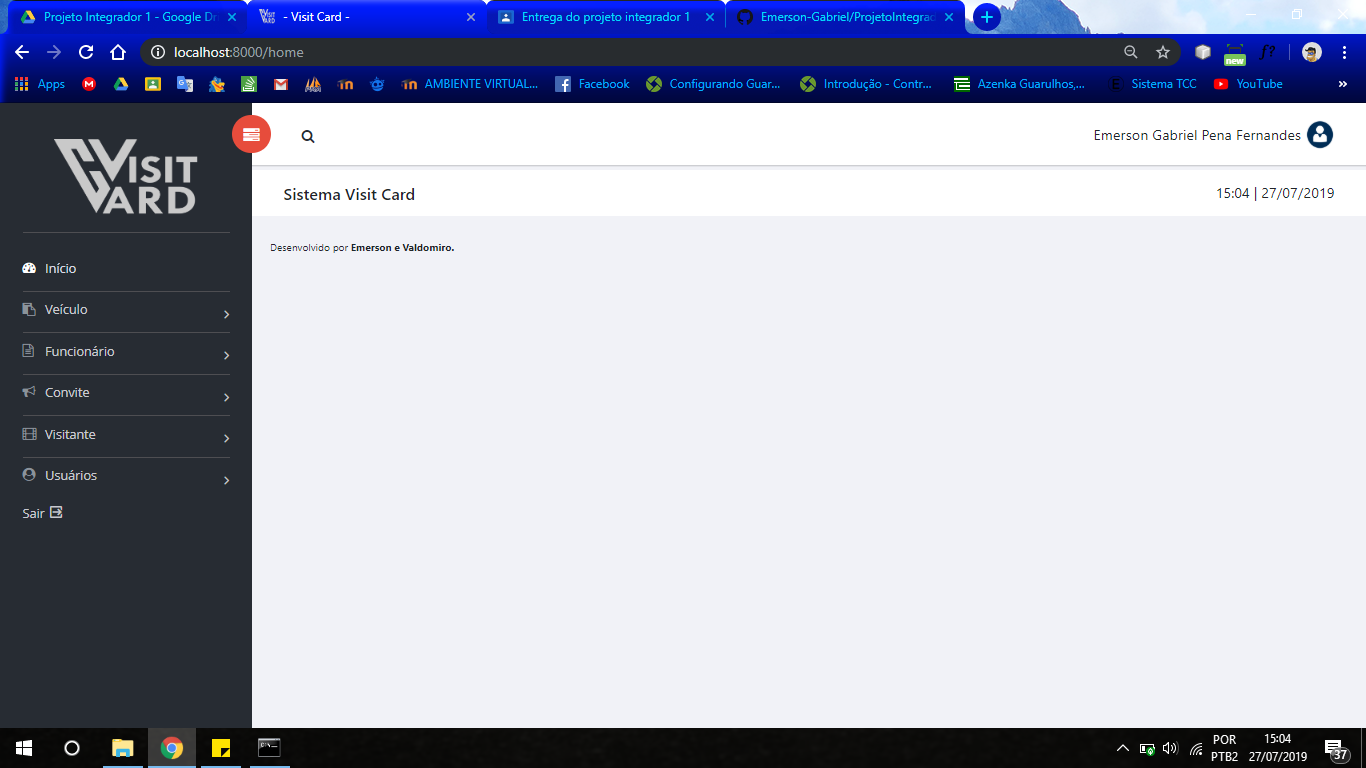 Projeto Integrador 1 - Google Dr
- Visit Card -
Entrega do projeto integrador 1
Emerson-Gabriel/ProjetoIntegrad
localhost:8000/home
new
f?
Apps
AMBIENTE VIRTUAL...
Facebook
Configurando Guar...
Introdução - Contr...
Azenka Guarulhos,...
Sistema TCC
YouTube
»
VISIT
CARD
Emerson Gabriel Pena Fernandes
Sistema Visit Card
15:04 | 27/07/2019
Desenvolvido por Emerson e Valdomiro.
Início
Veículo
Funcionário
Convite
Visitante
Usuários
Sair
POR
PTB2
15:04
27/07/2019
37